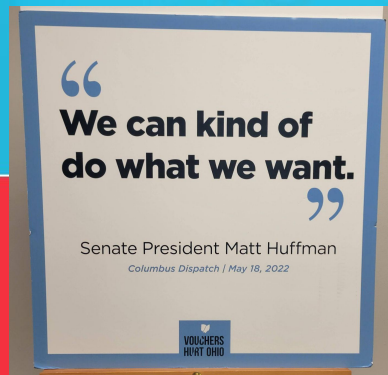 “
We can kind of
do what we want.
”
Senate President Matt Huffman
Columbus Dispatch | May 18, 2022
VOUCHERS
HURT OHIO